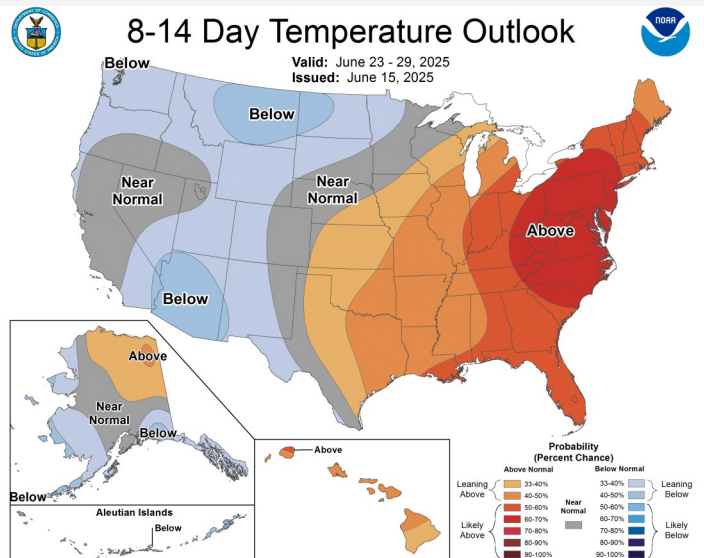 8-14 Day Temperature Outlook
Valid: June 23 - 29, 2025
Issued: June 15, 2025
NOAA
Below
Below
Near
Normal
Near
Normal
Above
Below
Above
Near
Normal
Below
Below
Aleutian Islands
Below
Above
Probability
(Percent Chance)
Above Normal
Below Normal
Leaning
Above
33-40%
40-50%
Likely
Above
50-60%
60-70%
70-80%
80-90%
90-100%
Near
Normal
33-40%
40-50%
Leaning
Below
50-60%
60-70%
70-80%
80-90%
90-100%
Likely
Below